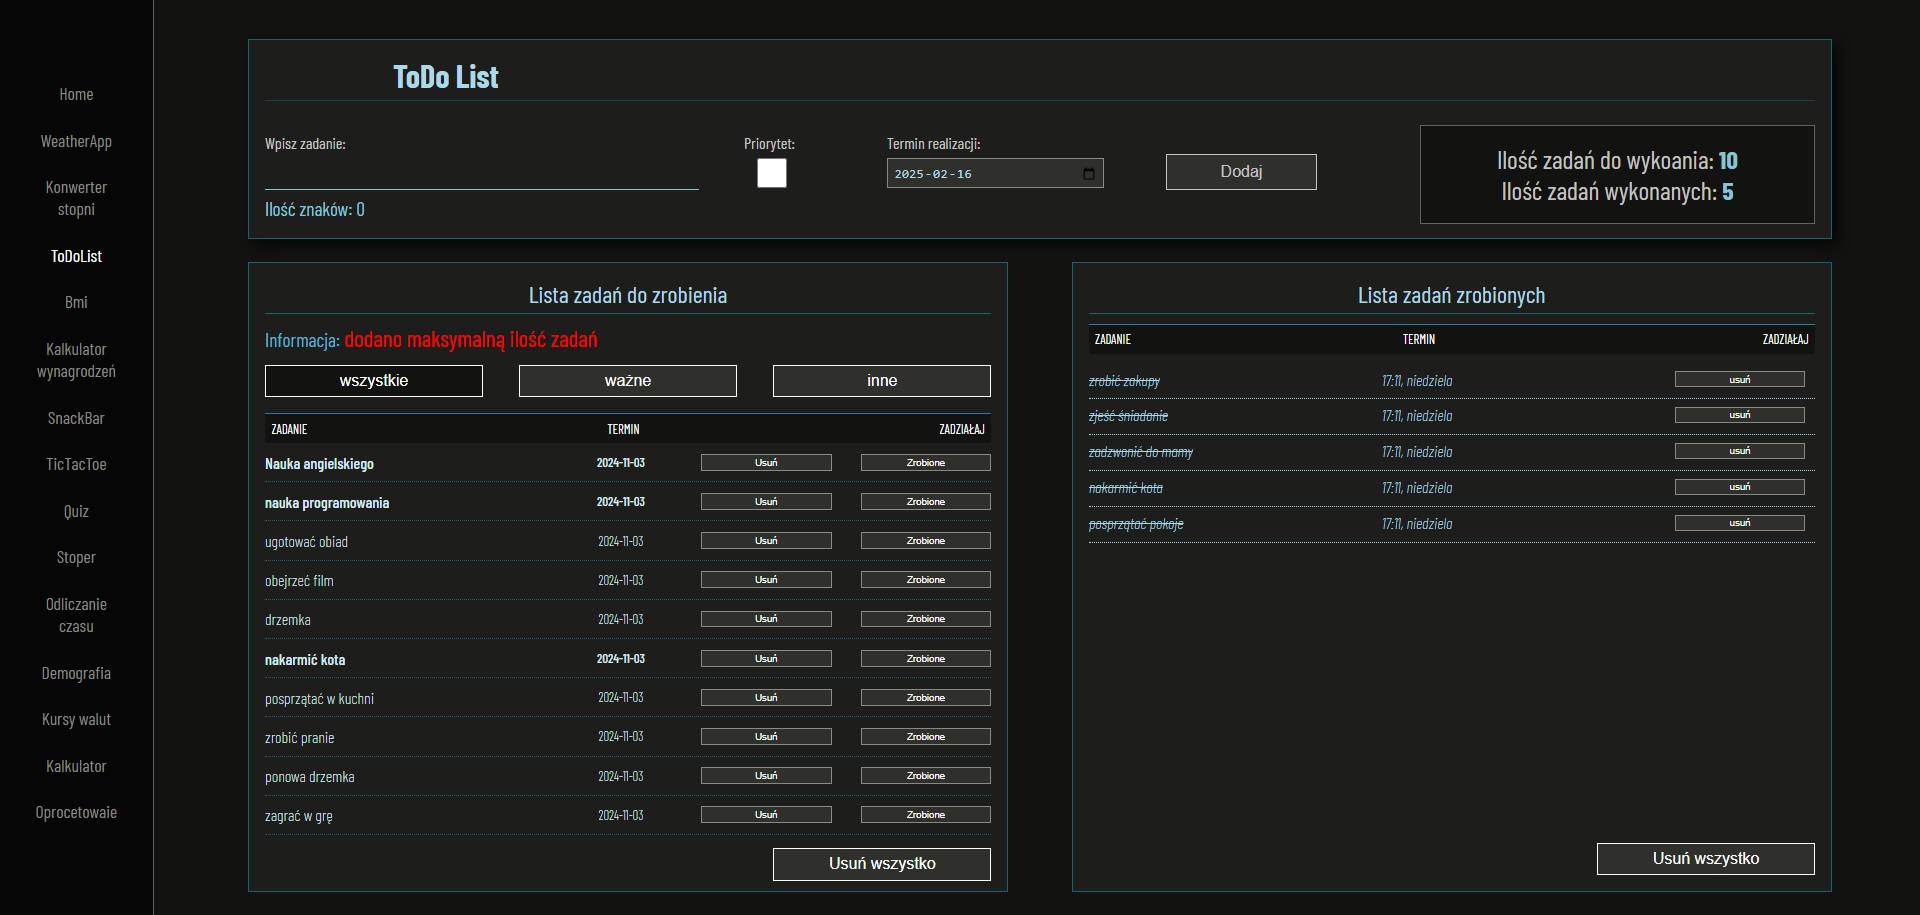 Home
WeatherApp
Konwerter
stopni
ToDoList
Bmi
Kalkulator
wynagrodzeń
SnackBar
TicTacToe
Quiz
Stoper
Odliczanie
czasu
Demografia
Kursy walut
Kalkulator
Oprocetowaie
ToDo List
Wpisz zadanie:
Priorytet:
Termin realizacji:
2025-02-16
Dodaj
Ilość znaków: 0
Ilość zadań do wykoania: 10
Ilość zadań wykonanych: 5
Lista zadań do zrobienia
Informacja: dodano maksymalną ilość zadań
wszystkie ważne inne
ZADANIE TERMIN ZADZIAŁAJ
Nauka angielskiego 2024-11-03 Usuń Zrobione
nauka programowania 2024-11-03 Usuń Zrobione
ugotować obiad 2024-11-03 Usuń Zrobione
obejrzeć film 2024-11-03 Usuń Zrobione
drzemka 2024-11-03 Usuń Zrobione
nakarmić kota 2024-11-03 Usuń Zrobione
posprzątać w kuchni 2024-11-03 Usuń Zrobione
zrobić pranie 2024-11-03 Usuń Zrobione
ponowa drzemka 2024-11-03 Usuń Zrobione
zagrać w grę 2024-11-03 Usuń Zrobione
Usuń wszystko
Lista zadań zrobionych
ZADANIE TERMIN ZADZIAŁAJ
zrobić zakupy 17:11, niedziela usuń
zjeść śniadanie 17:11, niedziela usuń
zadzwonić do mamy 17:11, niedziela usuń
nakarmić kota 17:11, niedziela usuń
posprzątać pokoje 17:11, niedziela usuń
Usuń wszystko